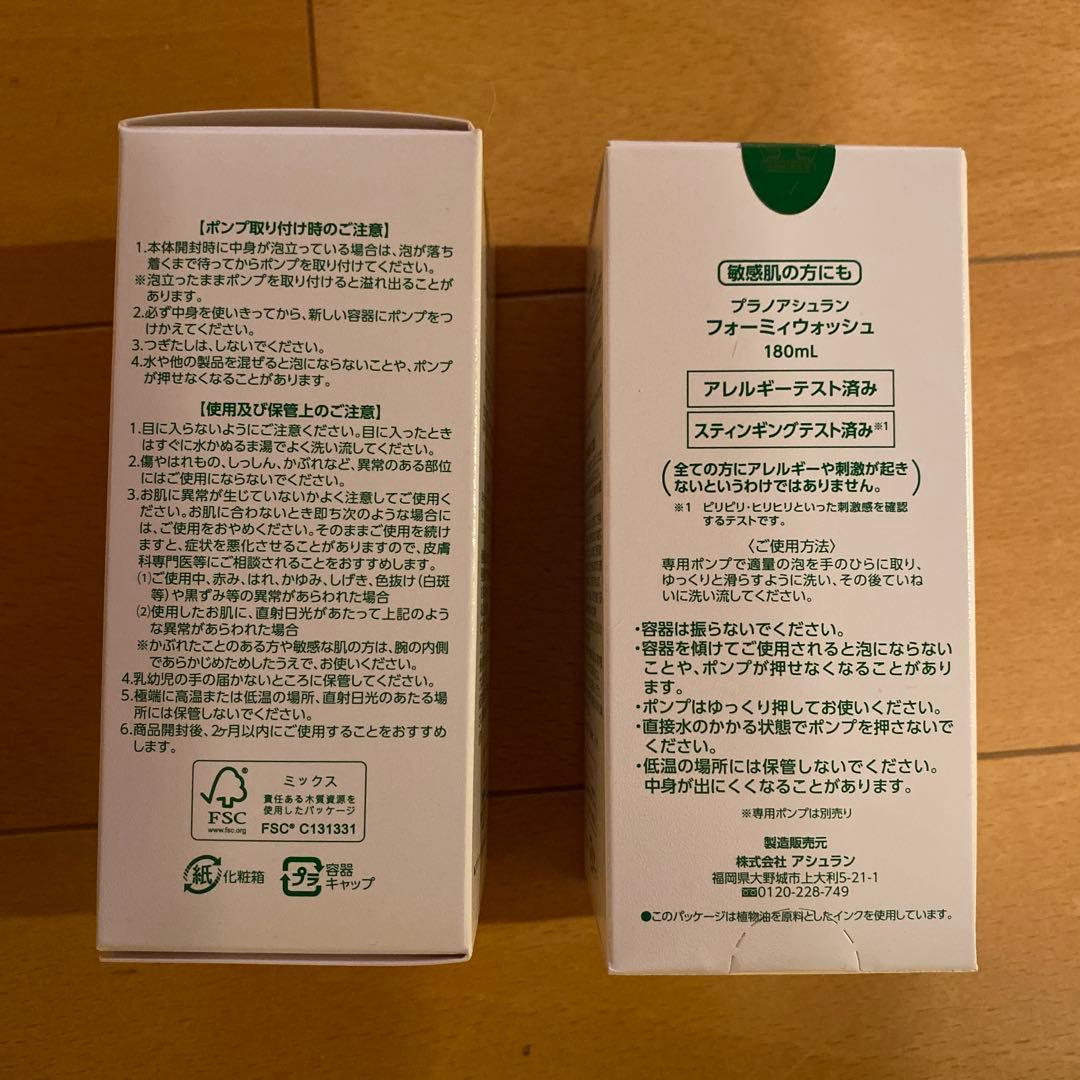 【ポンプ取り付け時のご注意】
1.本体開封時に中身が泡立っている場合は、泡が落ち
着くまで待ってからポンプを取り付けてください。
※泡立ったままポンプを取り付けると溢れ出ることが
あります。
2.必ず中身を使いきってから、新しい容器にポンプをつ
けかえてください。
3.つぎたしは、しないでください。
4.水や他の製品を混ぜると泡にならないことや、ポンプ
が押せなくなることがあります。
【使用及び保管上のご注意】
1.目に入らないようにご注意ください。目に入ったとき
はすぐに水かぬるま湯でよく洗い流してください。
2.傷やはれもの、しっしん、かぶれなど、異常のある部位
にはご使用にならないでください。
3.お肌に異常が生じていないかよく注意してご使用く
ださい。お肌に合わないとき即ち次のような場合に
は、ご使用をおやめください。そのままご使用を続け
ますと、症状を悪化させることがありますので、皮膚
科専門医等にご相談されることをおすすめします。
(1)ご使用中、赤み、はれ、かゆみ、しげき、色抜け(白斑
等)や黒ずみ等の異常があらわれた場合
(2)使用したお肌に、直射日光があたって上記のよう
な異常があらわれた場合
※かぶれたことのある方や敏感な肌の方は、腕の内側
であらかじめためしたうえで、お使いください。
4.乳幼児の手の届かないところに保管してください。
5.極端に高温または低温の場所、直射日光のあたる場
所には保管しないでください。
6.商品開封後、2ヶ月以内にご使用することをおすすめ
します。
FSC
www.fsc.org
ミックス
責任ある木質資源を
使用したパッケージ
FSC® C131331
紙 化粧箱
プラ 容器
キャップ
敏感肌の方にも
プラノアシュラン
フォーミィウォッシュ
180mL
アレルギーテスト済み
スティンギングテスト済み※1
(全ての方にアレルギーや刺激が起き
ないというわけではありません。)
※1 ピリピリ・ヒリヒリといった刺激感を確認
するテストです。
〈ご使用方法〉
専用ポンプで適量の泡を手のひらに取り、
ゆっくりと滑らすように洗い、その後ていね
いに洗い流してください。
・容器は振らないでください。
・容器を傾けてご使用されると泡にならない
ことや、ポンプが押せなくなることがあり
ます。
・ポンプはゆっくり押してお使いください。
・直接水のかかる状態でポンプを押さないで
ください。
・低温の場所には保管しないでください。
中身が出にくくなることがあります。
※専用ポンプは別売り
製造販売元
株式会社 アシュラン
福岡県大野城市上大利5-21-1
0120-228-749
●このパッケージは植物油を原料としたインクを使用しています。